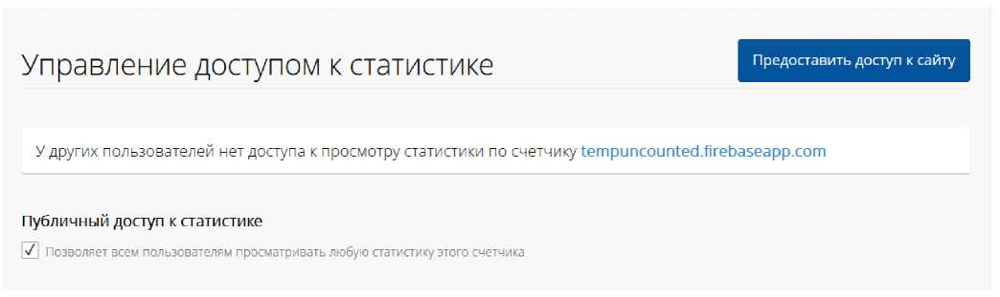 Управление доступом к статистике
Предоставить доступ к сайту
У других пользователей нет доступа к просмотру статистики по счетчику tempuncounted.firebaseapp.com
Публичный доступ к статистике
Позволяет всем пользователям просматривать любую статистику этого счетчика